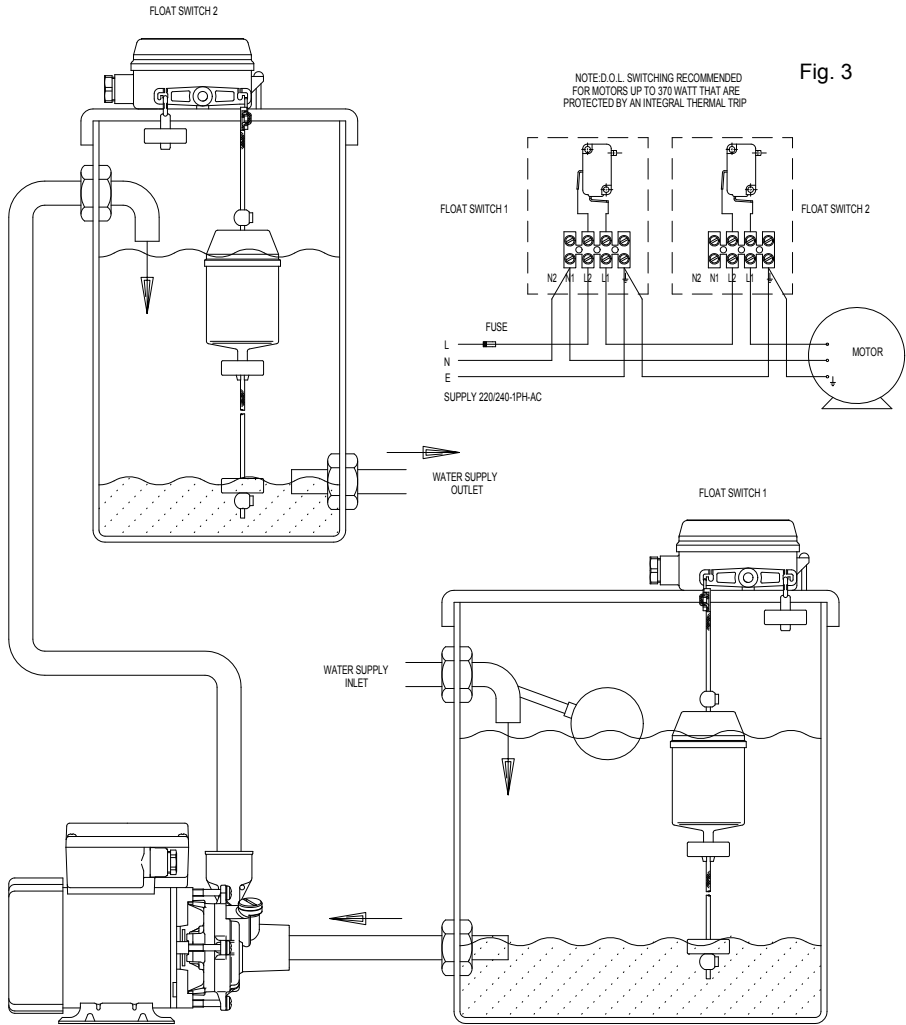 FLOAT SWITCH 2
Fig. 3
NOTE:D.O.L. SWITCHING RECOMMENDED
FOR MOTORS UP TO 370 WATT THAT ARE
PROTECTED BY AN INTEGRAL THERMAL TRIP
FLOAT SWITCH 1
FLOAT SWITCH 2
N2 N1 L2 L1
N2 N1 L2 L1
FUSE
L
N
E
MOTOR
SUPPLY 220/240-1PH-AC
WATER SUPPLY
OUTLET
FLOAT SWITCH 1
WATER SUPPLY
INLET